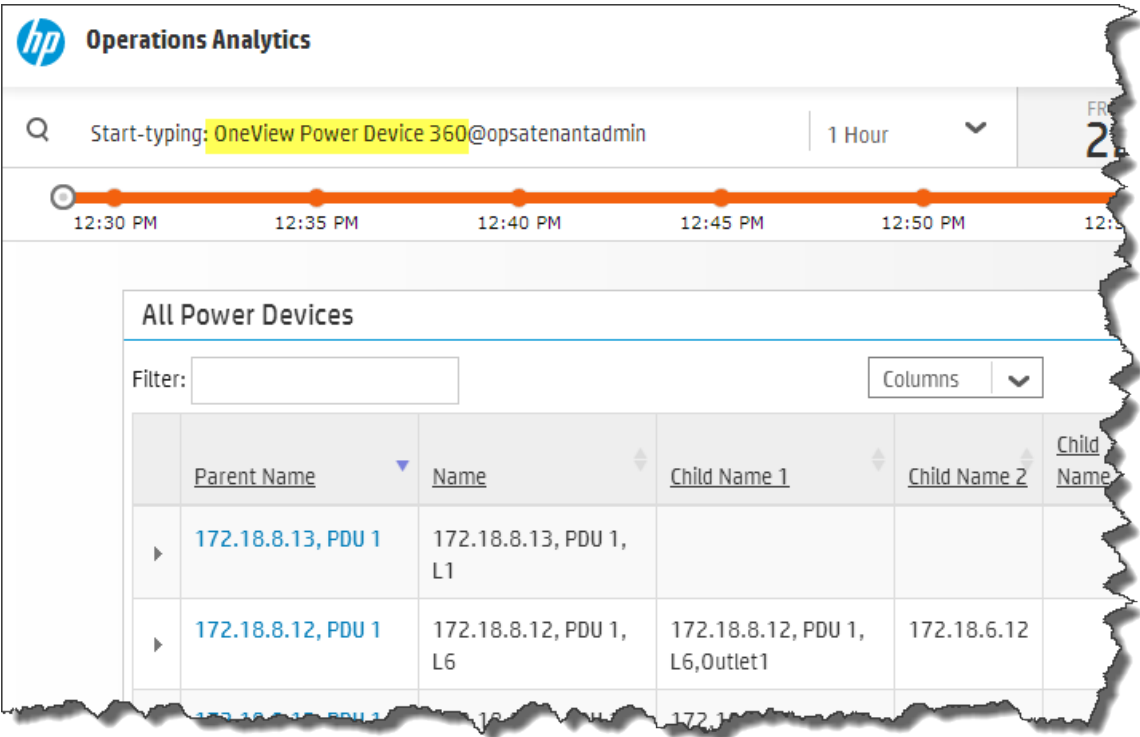 hp Operations Analytics
Start-typing: OneView Power Device 360@opsatenantadmin
1 Hour
12:30 PM 12:35 PM 12:40 PM 12:45 PM 12:50 PM
All Power Devices
Filter:
Columns
Parent Name Name Child Name 1 Child Name 2 Child Name
172.18.8.13, PDU 1 172.18.8.13, PDU 1,
L1
172.18.8.12, PDU 1 172.18.8.12, PDU 1, 172.18.8.12, PDU 1, 172.18.6.12
L6 L6,Outlet1